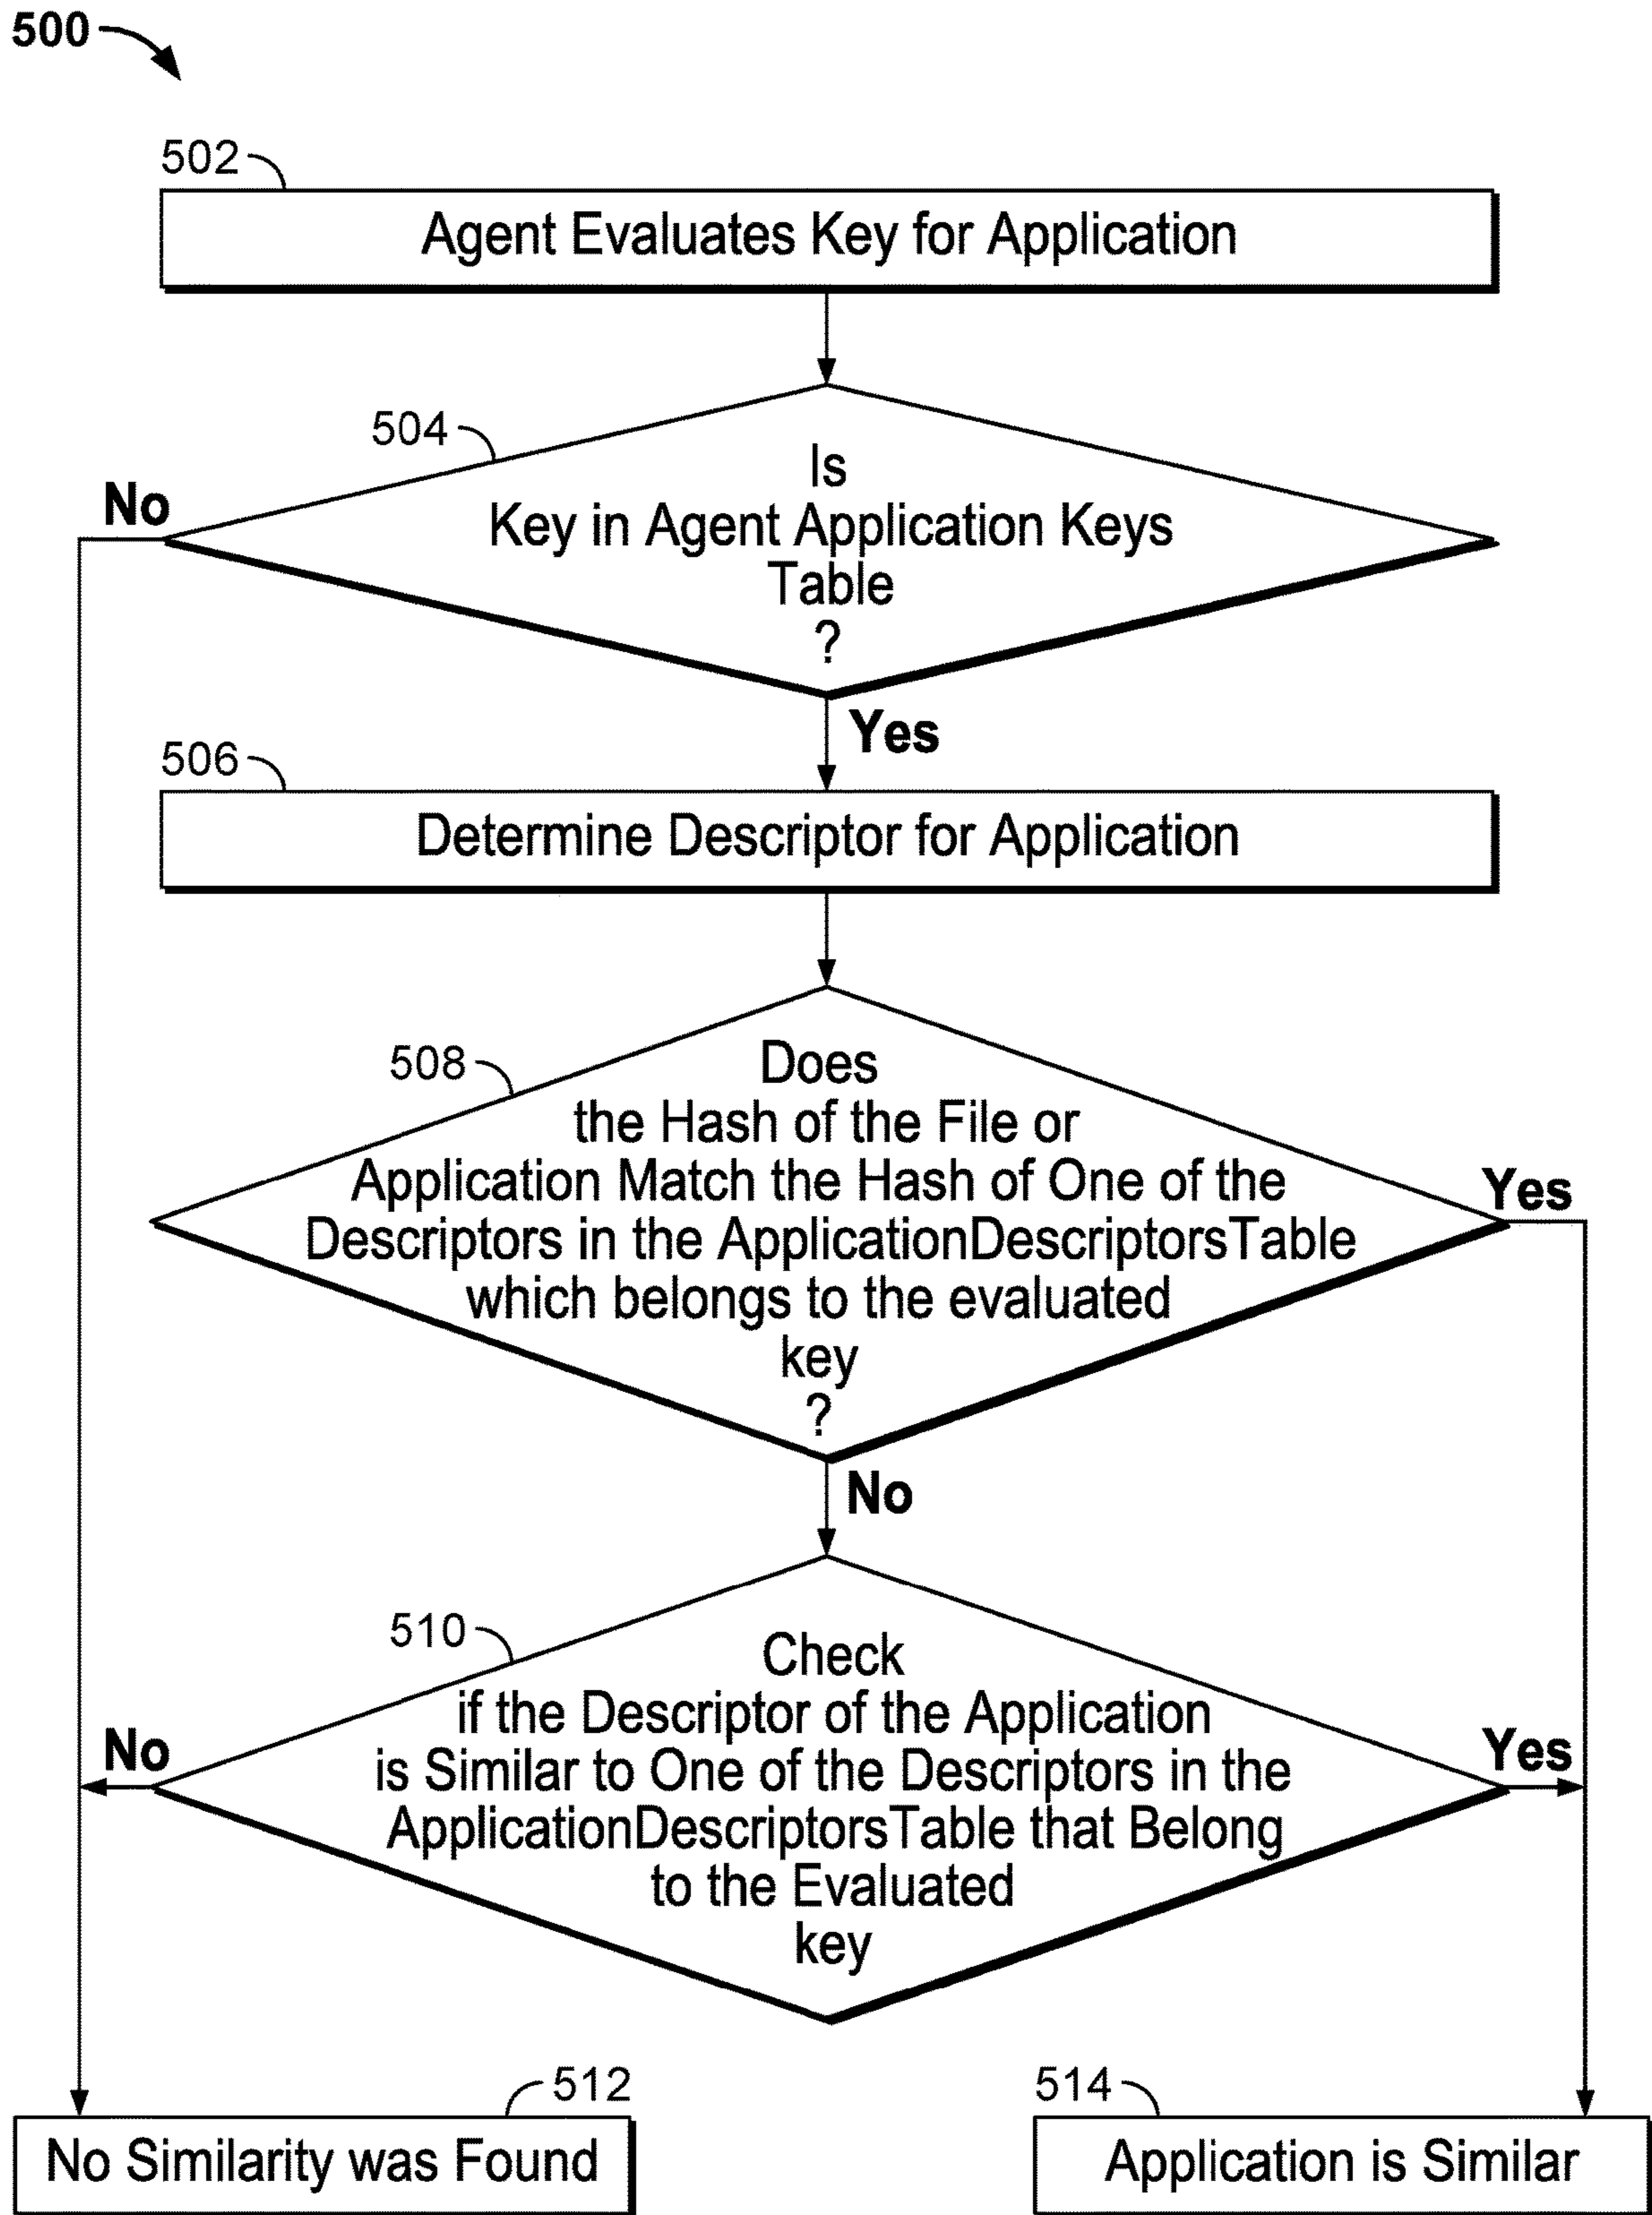 500
502
Agent Evaluates Key for Application
504
Is
No
Key in Agent Application Keys
Table
?
Yes
506
Determine Descriptor for Application
508
Does
the Hash of the File or
Application Match the Hash of One of the
Yes
Descriptors in the ApplicationDescriptorsTable
which belongs to the evaluated
key
?
No
510
Check
if the Descriptor of the Application
No
Yes
is Similar to One of the Descriptors in the
ApplicationDescriptorsTable that Belong
to the Evaluated
key
512
514
No Similarity was Found
Application is Similar